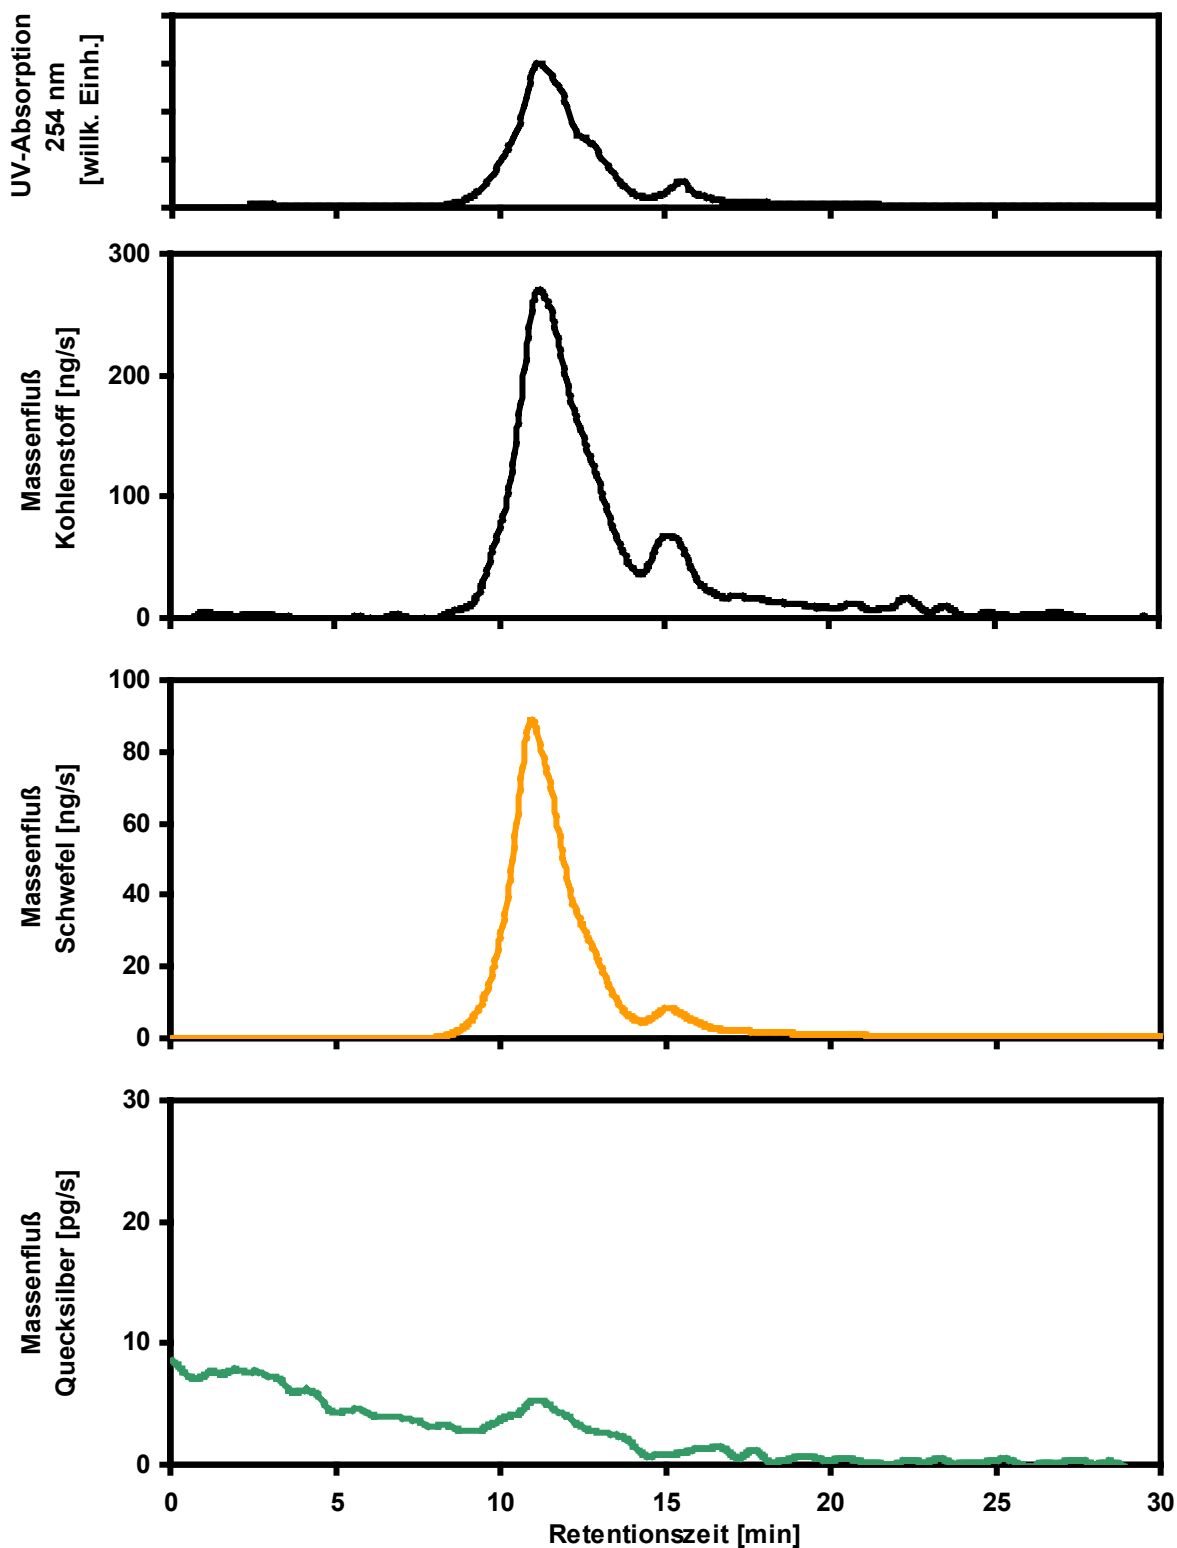 UV-Absorption
254 nm
[willk. Einh.]
300
200
100
0
Massenfluß
Kohlenstoff [ng/s]
100
80
60
40
20
0
Massenfluß
Schwefel [ng/s]
30
20
10
0
Massenfluß
Quecksilber [pg/s]
0 5 10 15 20 25 30
Retentionszeit [min]